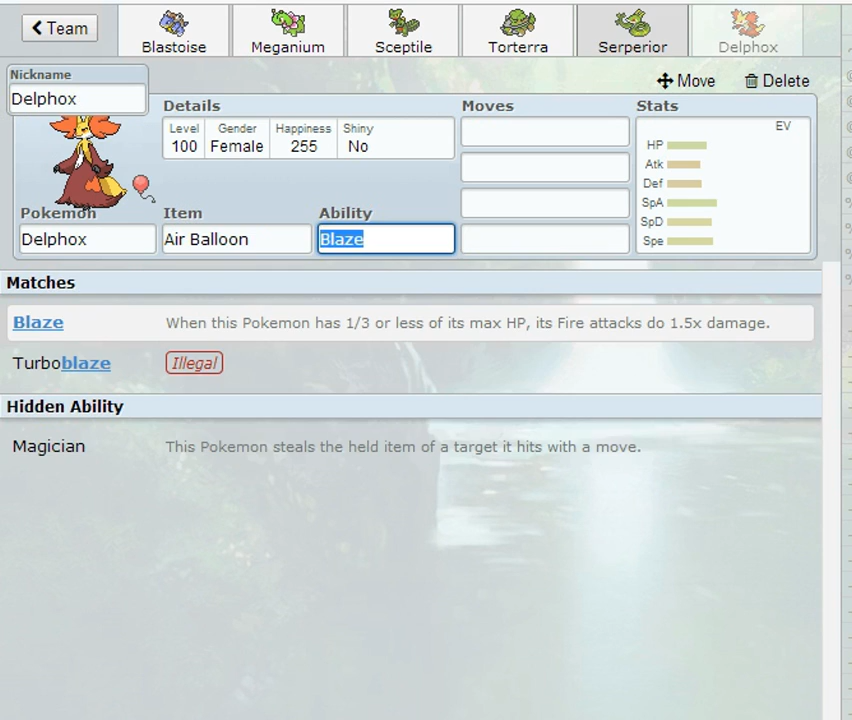 Team
Blastoise
Meganium
Sceptile
Torterra
Serperior
Delphox
Move
Delete
Nickname
Delphox
Details
Moves
Stats
Level
Gender
Happiness
Shiny
100
Female
255
No
EV
HP
Atk
Def
SpA
SpD
Spe
Pokemon
Item
Ability
Delphox
Air Balloon
Blaze
Matches
Blaze
When this Pokemon has 1/3 or less of its max HP, its Fire attacks do 1.5x damage.
Turboblaze
Illegal
Hidden Ability
Magician
This Pokemon steals the held item of a target it hits with a move.